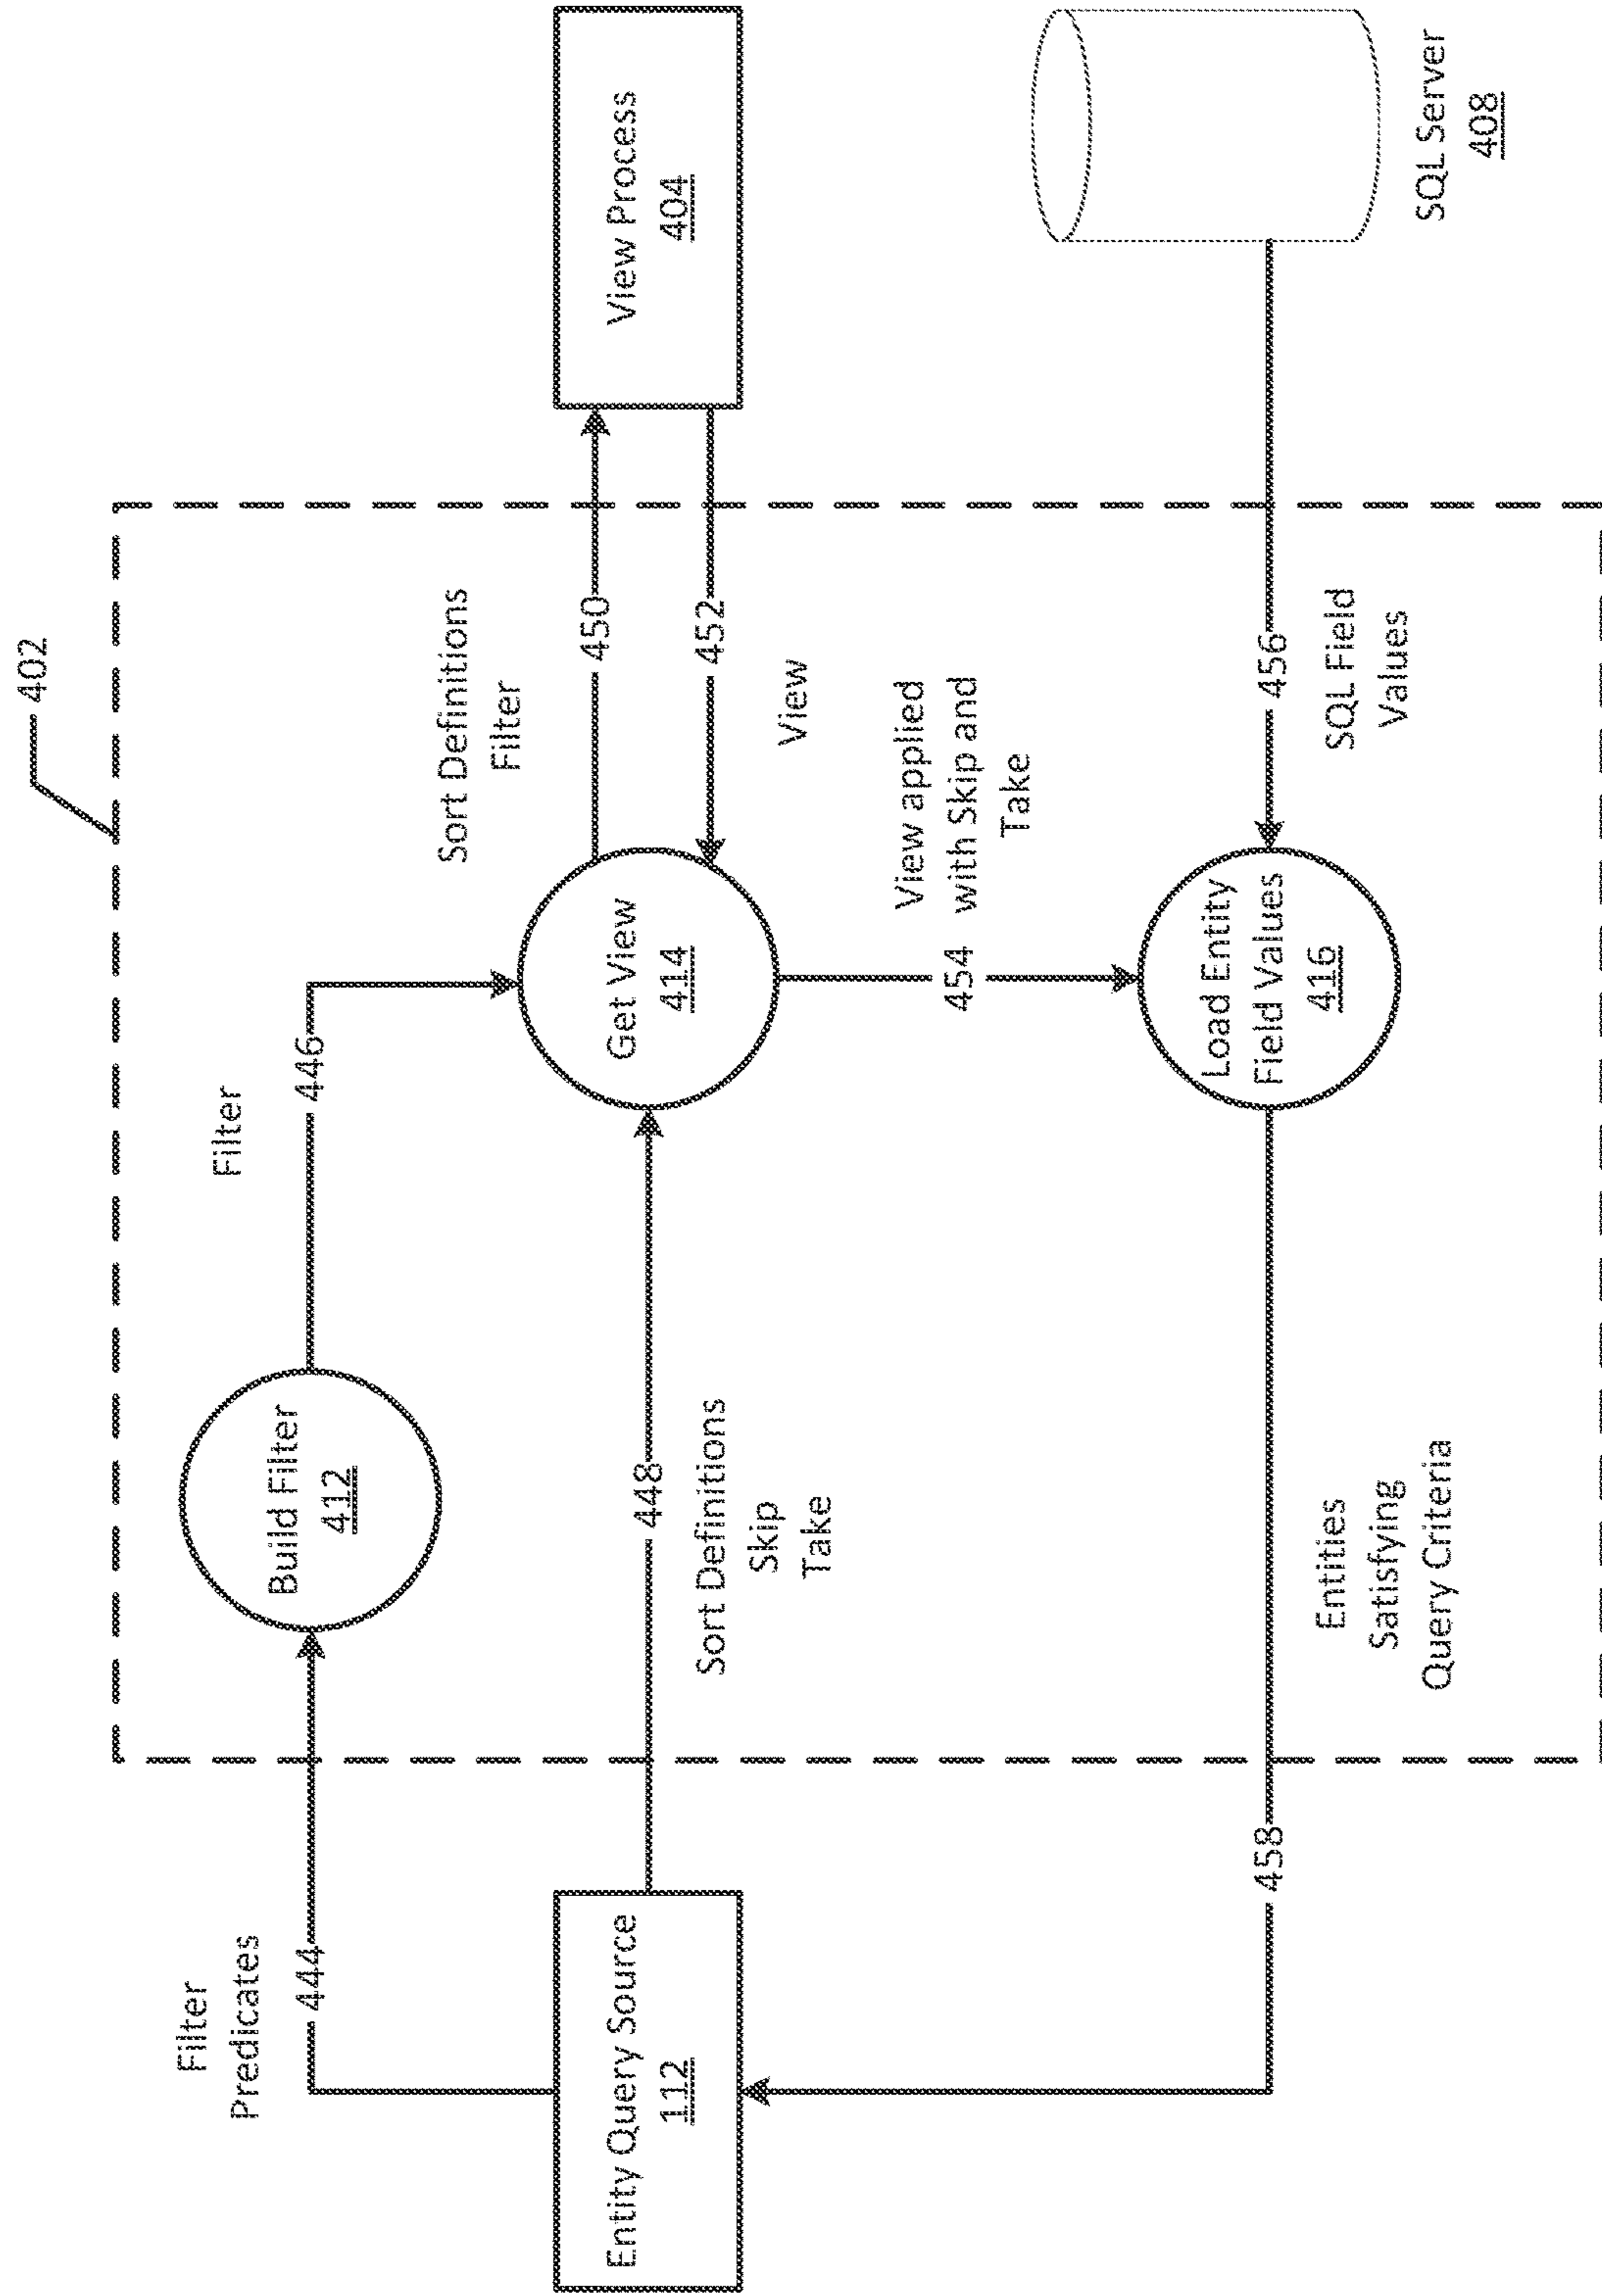 402
Filter
Predicates
444
Build Filter
412
Filter
446
Entity Query Source
112
448
Sort Definitions
Skip
Take
Get View
414
Sort Definitions
Filter
450
452
View
View Process
404
View applied
with Skip and
Take
454
458
Entities
Satisfying
Query Criteria
Load Entity
Field Values
416
456
SQL Field
Values
SQL Server
408